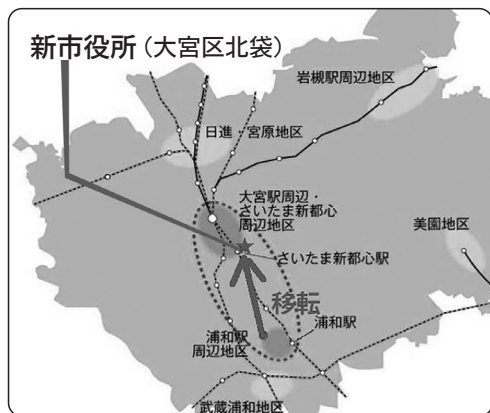 新市役所(大宮区北袋)
岩槻駅周辺地区
日進・宮原地区
大宮駅周辺・
さいたま新都心
周辺地区
美園地区
さいたま新都心駅
移転
浦和駅
浦和駅
周辺地区
武蔵浦和地区